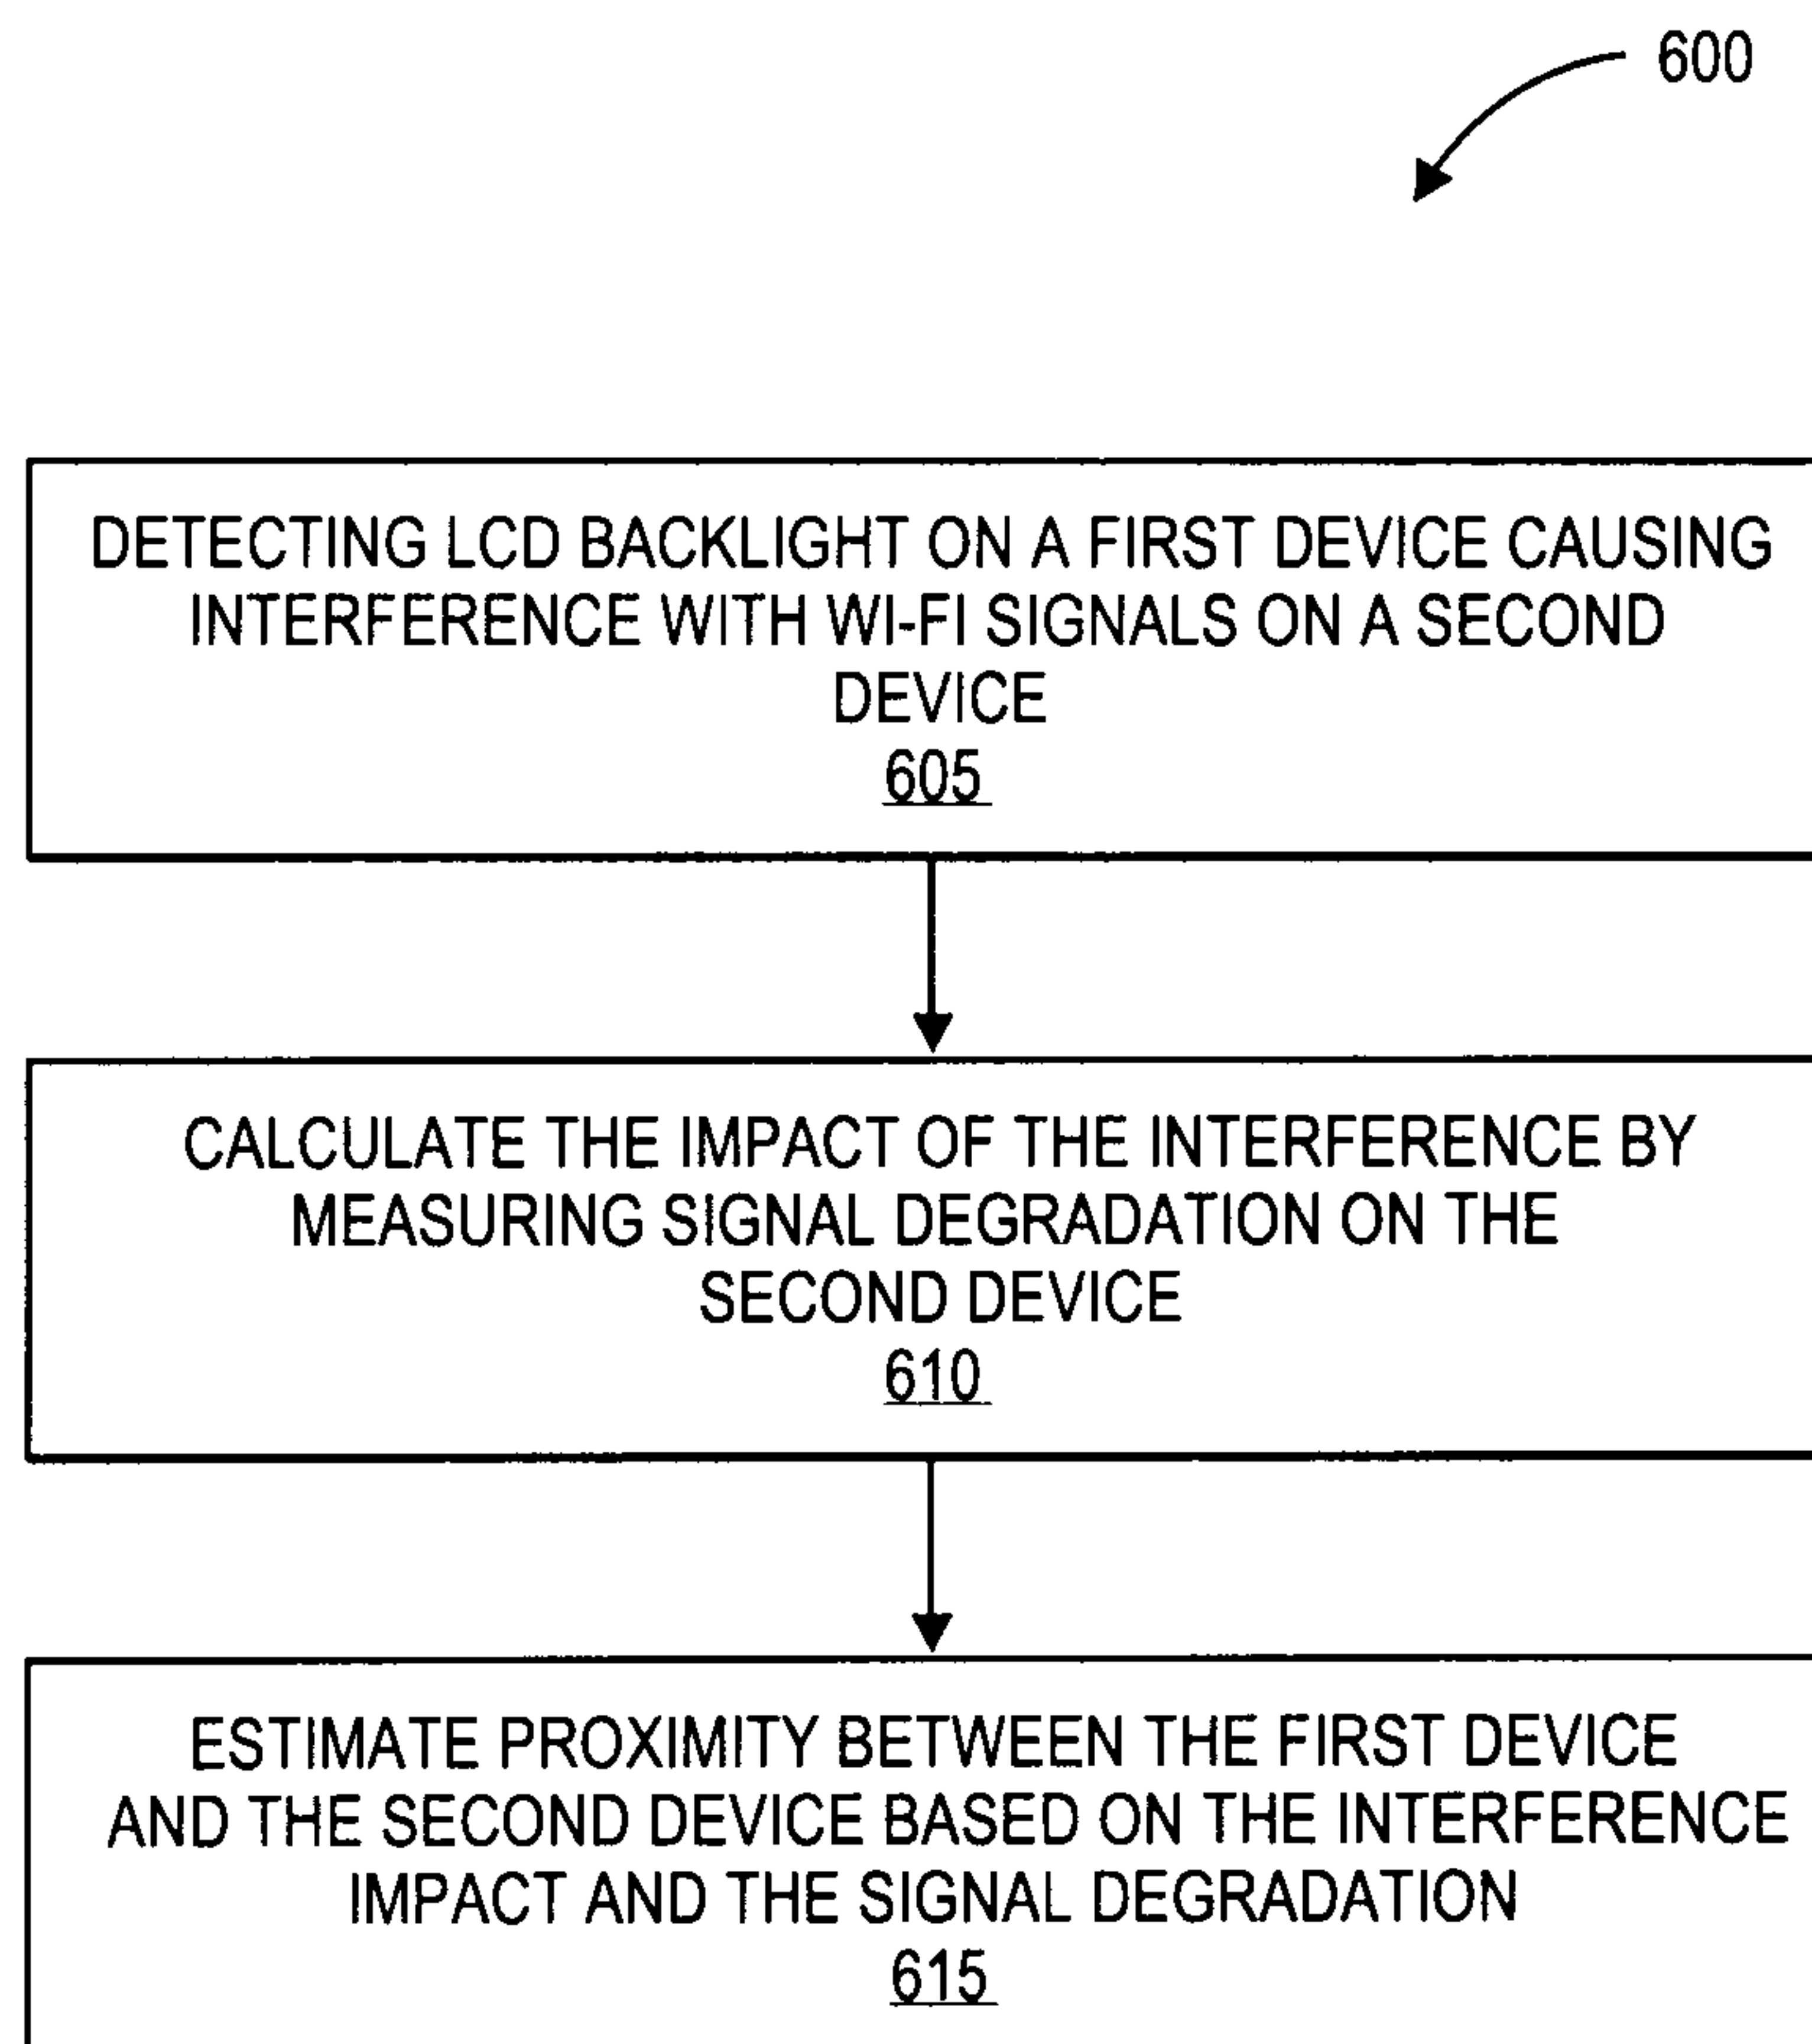 600
DETECTING LCD BACKLIGHT ON A FIRST DEVICE CAUSING
INTERFERENCE WITH WI-FI SIGNALS ON A SECOND
DEVICE
605
CALCULATE THE IMPACT OF THE INTERFERENCE BY
MEASURING SIGNAL DEGRADATION ON THE
SECOND DEVICE
610
ESTIMATE PROXIMITY BETWEEN THE FIRST DEVICE
AND THE SECOND DEVICE BASED ON THE INTERFERENCE
IMPACT AND THE SIGNAL DEGRADATION
615